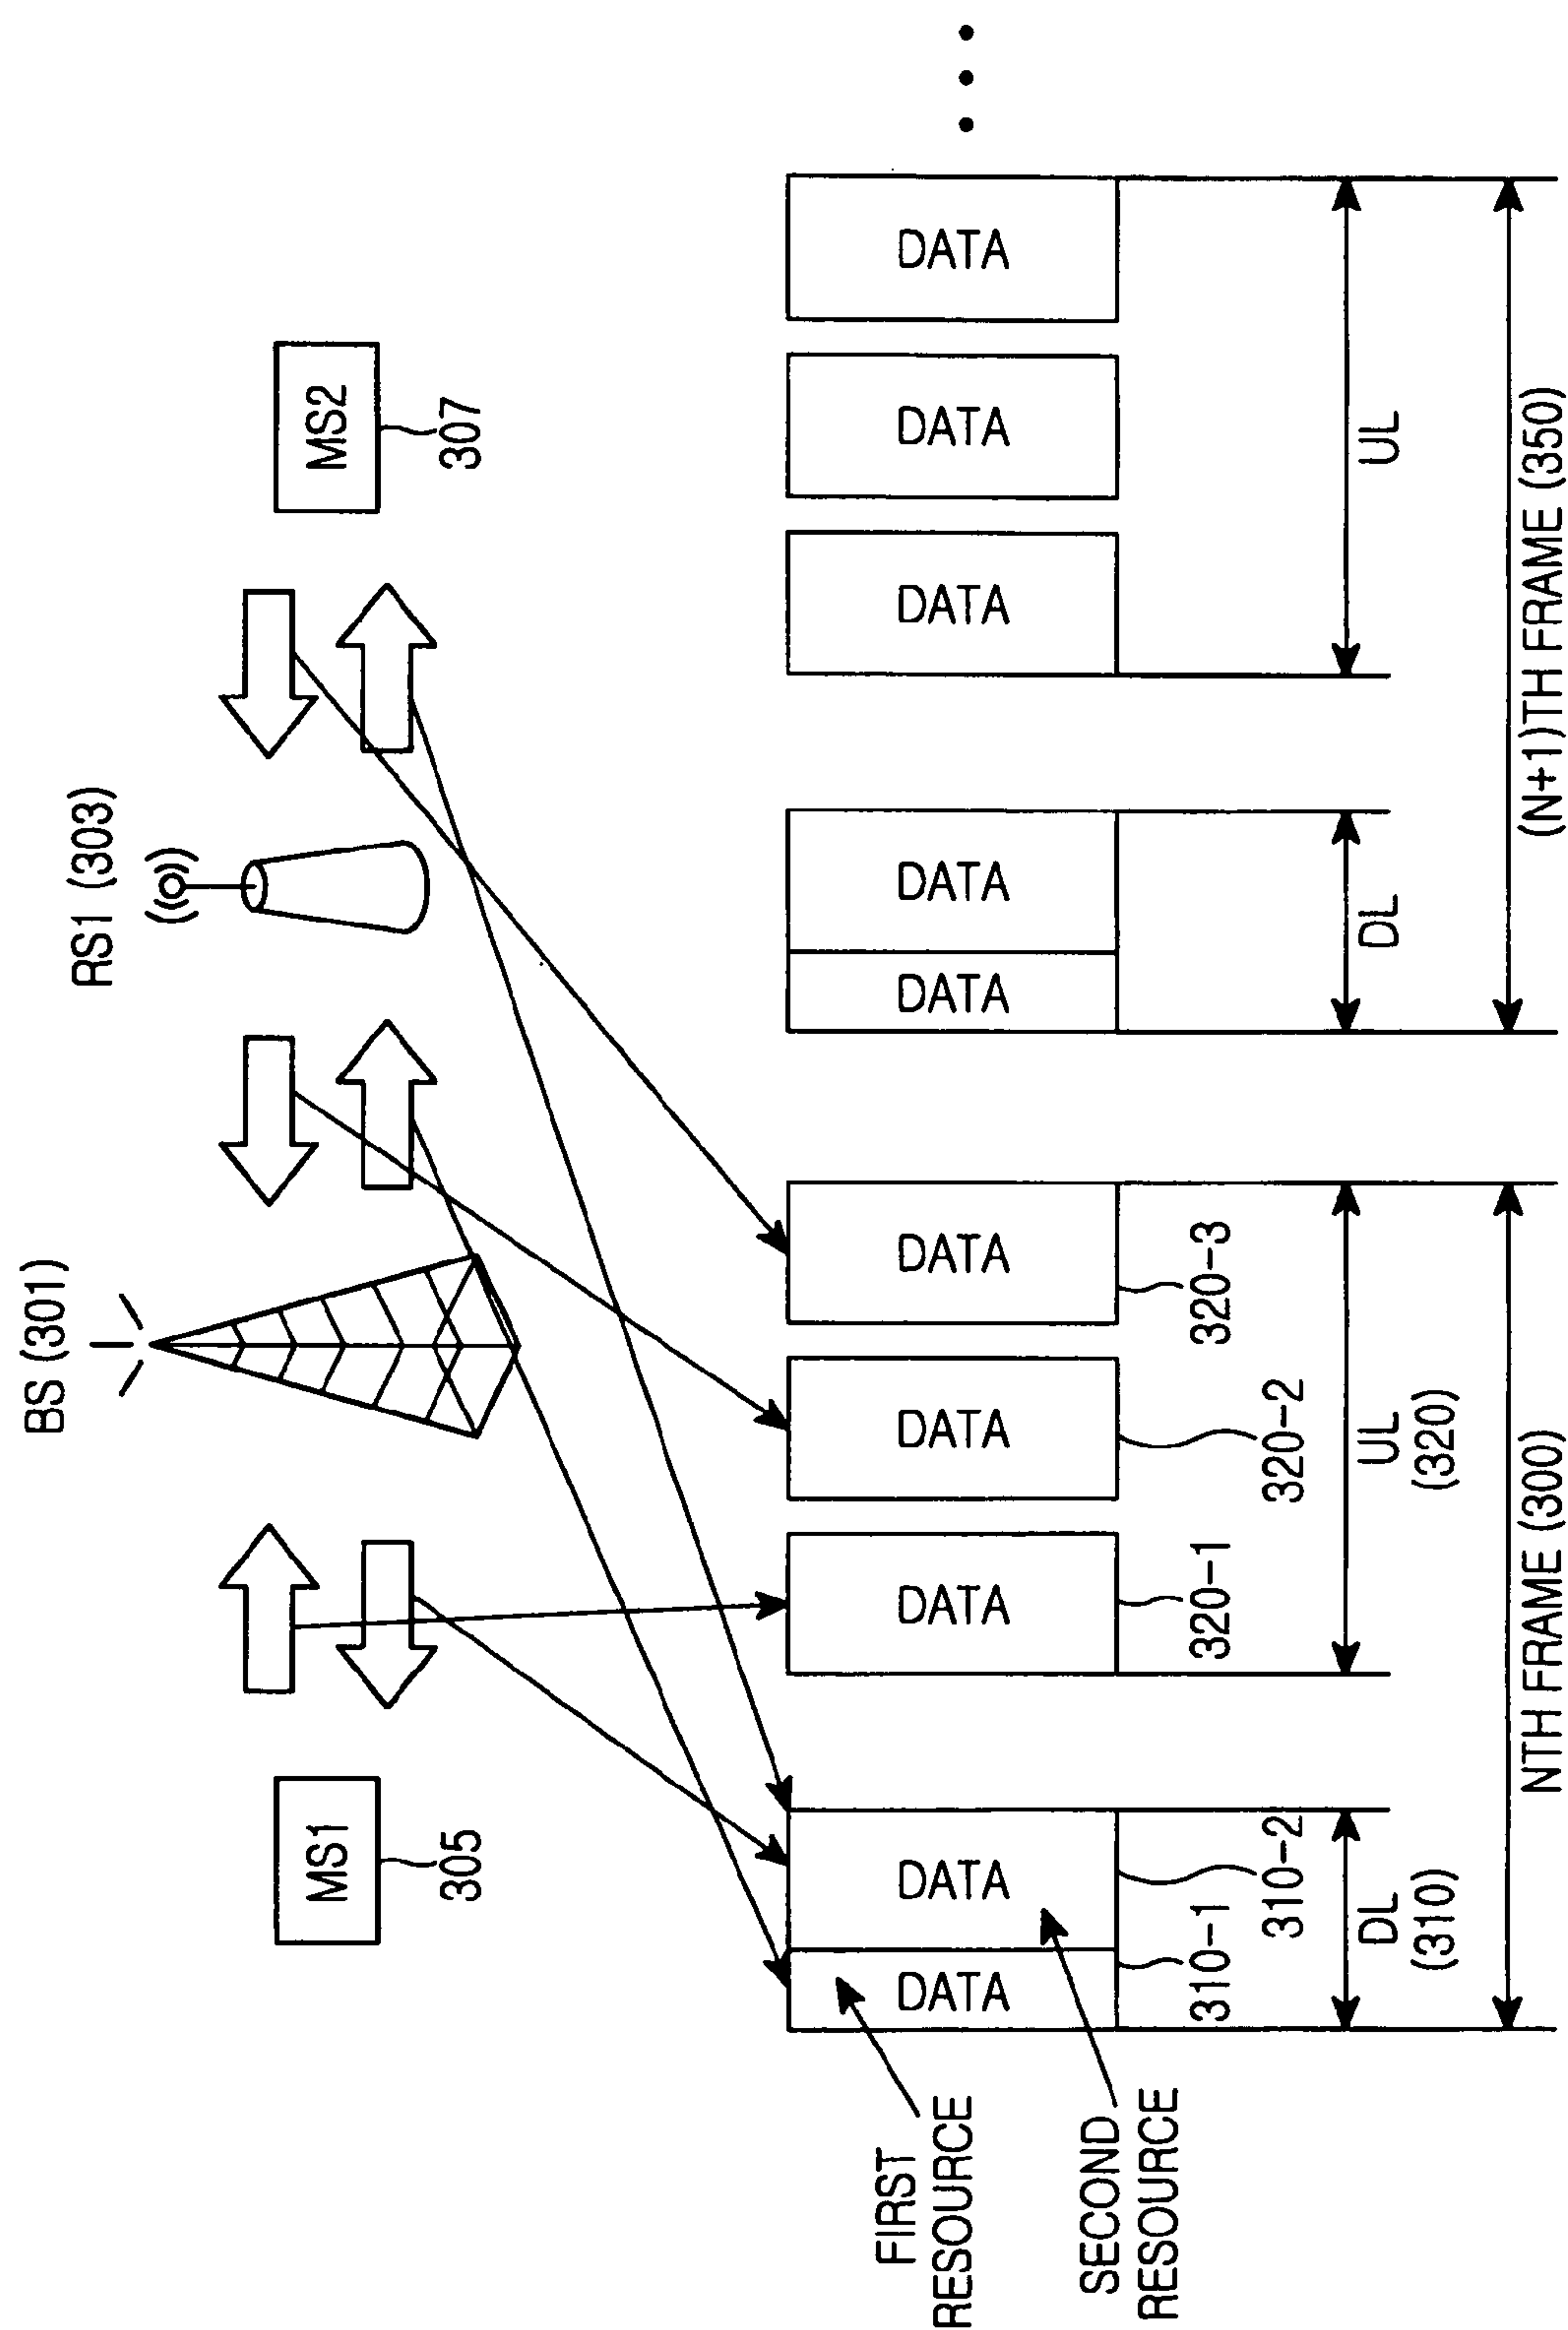 BS (301)
RS1 (303)
MS1
305
MS2
307
FIRST
RESOURCE
SECOND
RESOURCE
DATA
DATA
DATA
DATA
DATA
DATA
DATA
DATA
DATA
DATA
310-1
310-2
320-1
320-2
320-3
DL
(310)
UL
(320)
DL
UL
NTH FRAME (300)
(N+1)TH FRAME (350)